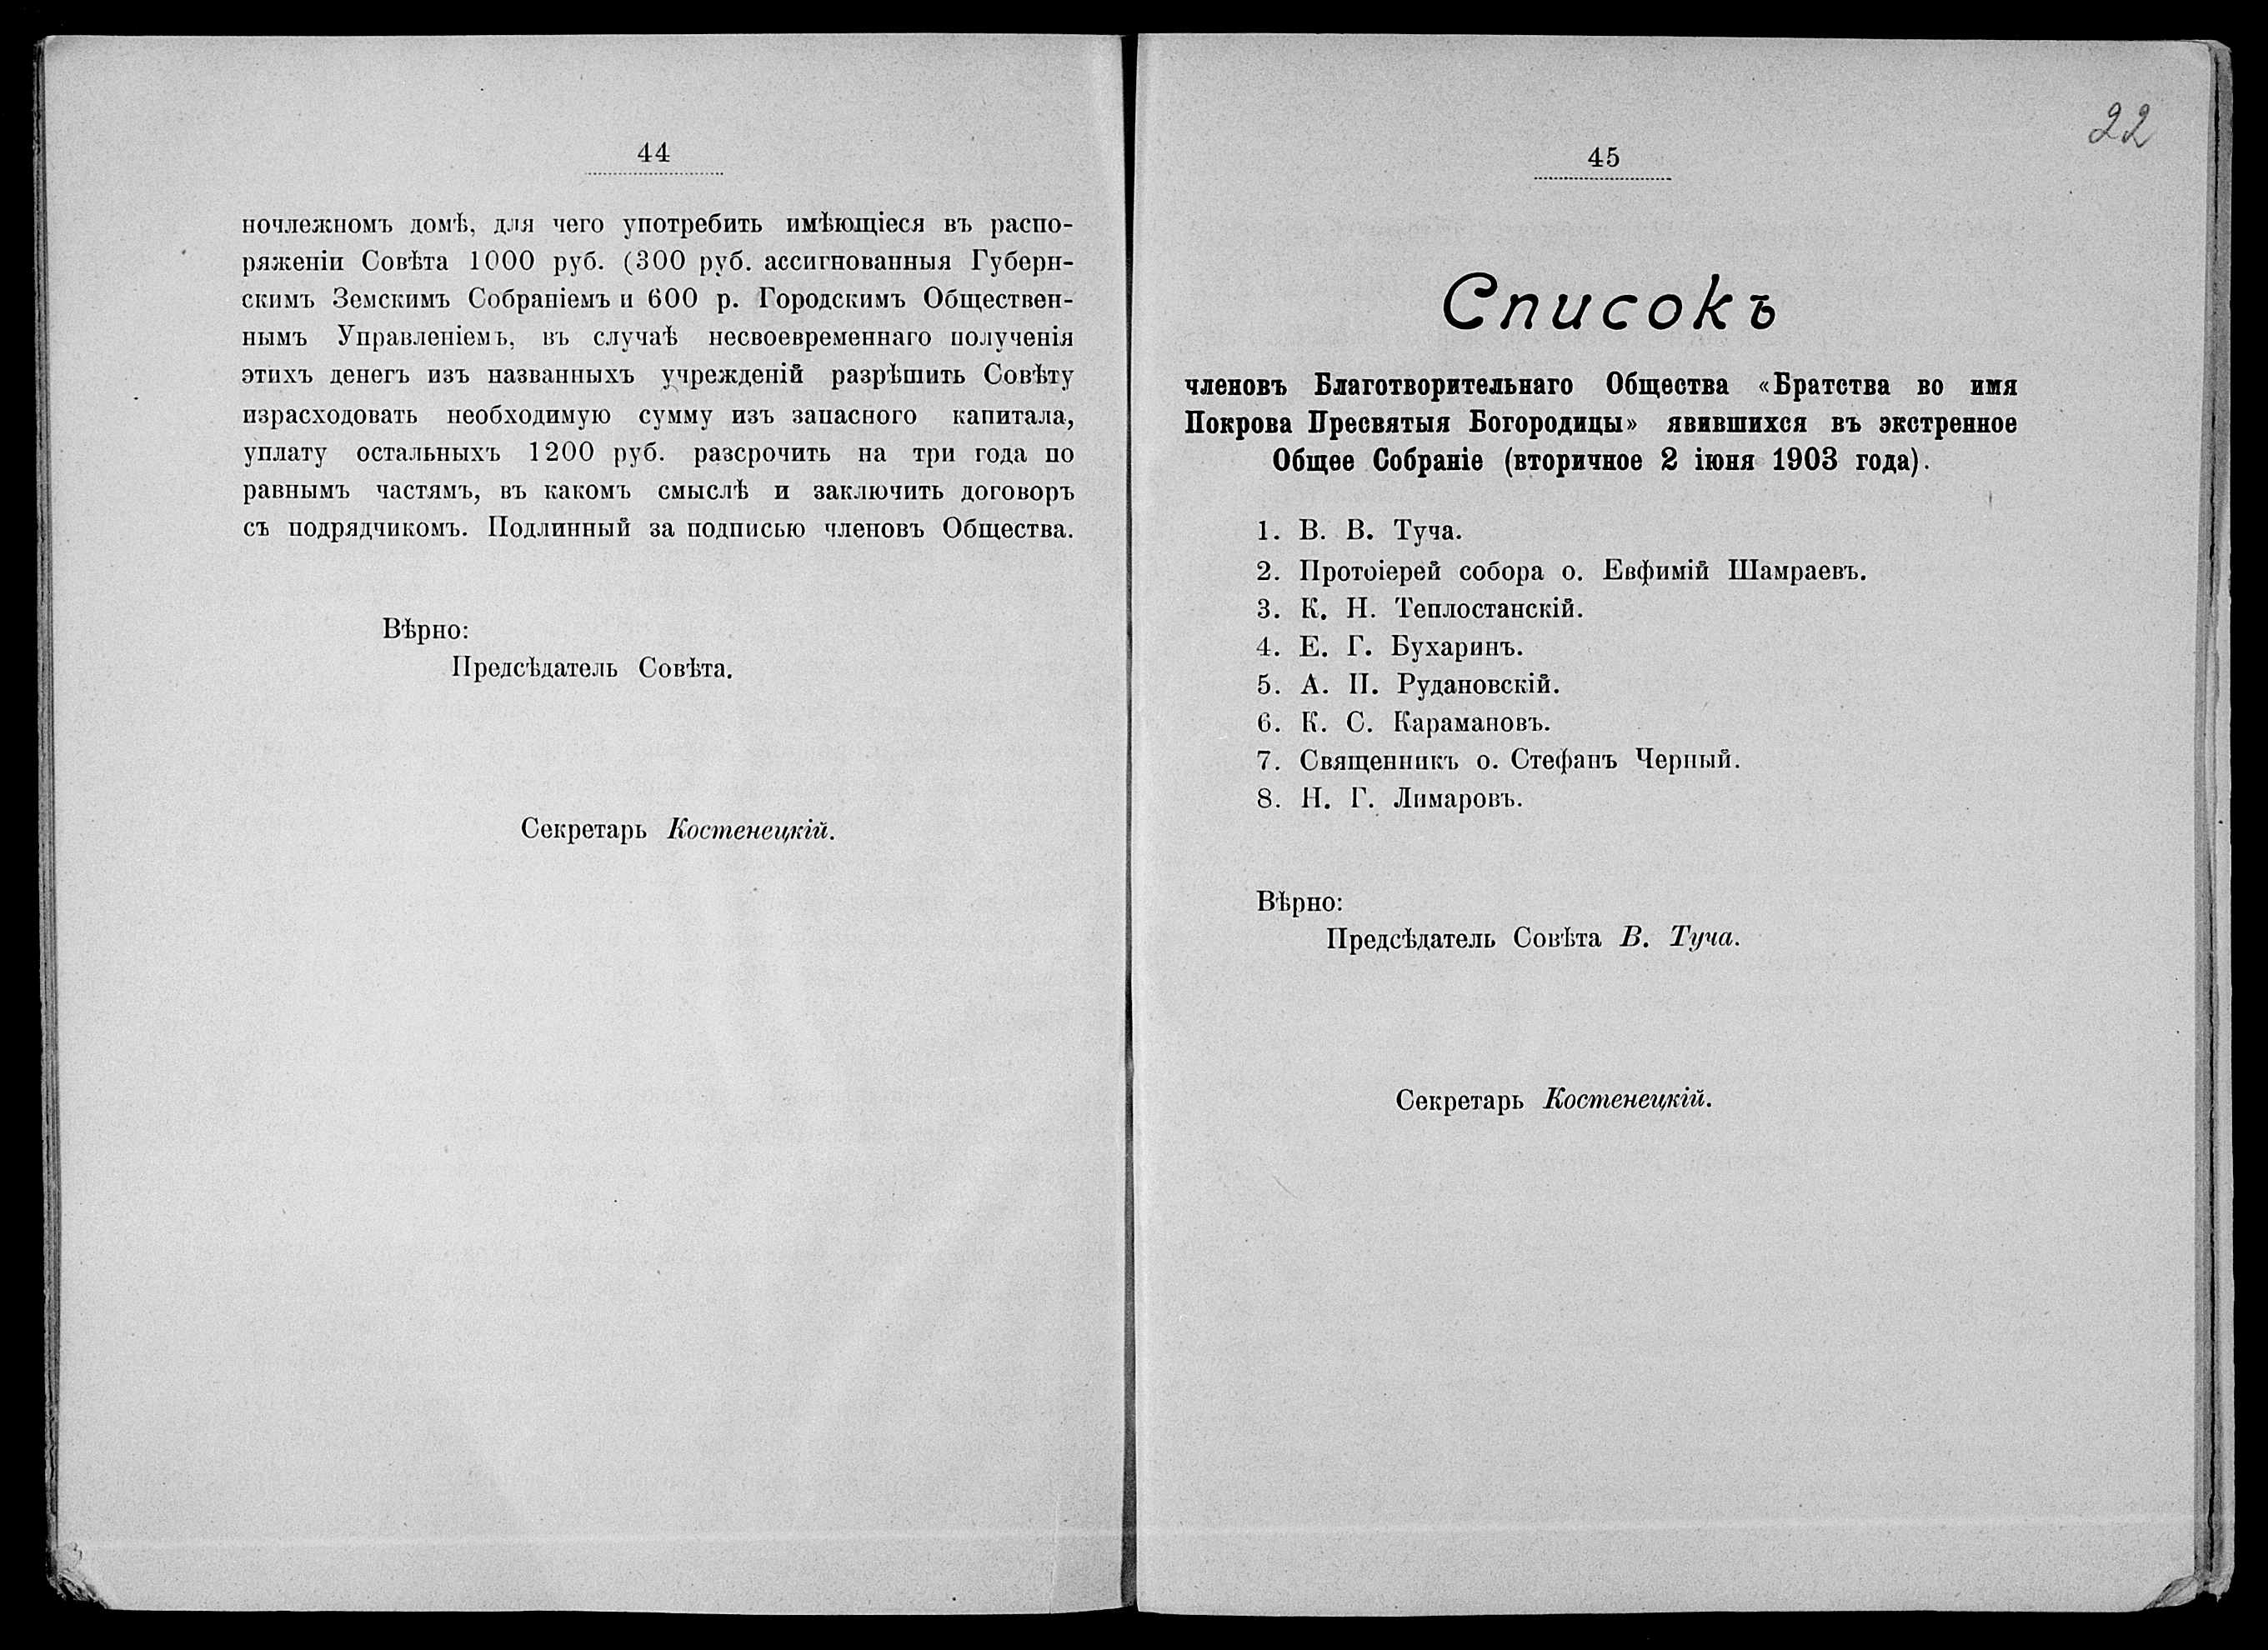 44
ночлежномъ домѣ, для чего употребить имѣющіеся въ распо-
ряженіи Совѣта 1000 руб. (300 руб. ассигнованныя Губерн-
скимъ Земскимъ Собраніемъ и 600 р. Городскимъ Обществен-
нымъ Управленіемъ, въ случаѣ несвоевременнаго полученія
этихъ денегъ изъ названныхъ учрежденій разрѣшить Совѣту
израсходовать необходимую сумму изъ запасного капитала,
уплату остальныхъ 1200 руб. разсрочить на три года по
равнымъ частямъ, въ какомъ смыслѣ и заключить договоръ
съ подрядчикомъ. Подлинный за подписью членовъ Общества.
Вѣрно:
Предсѣдатель Совѣта.
Секретарь Костенецкій.
22
45
Списокъ
членовъ Благотворительнаго Общества «Братства во имя
Покрова Пресвятыя Богородицы» явившихся въ экстренное
Общее Собраніе (вторичное 2 іюня 1903 года).
1. В. В. Туча.
2. Протоіерей собора о. Евфимій Шамраевъ.
3. К. Н. Теплостанскій.
4. Е. Г. Бухаринъ.
5. А. П. Рудановскій.
6. К. С. Карамановъ.
7. Священникъ о. Стефанъ Черный.
8. Н. Г. Лимаровъ.
Вѣрно:
Предсѣдатель Совѣта В. Туча.
Секретарь Костенецкій.